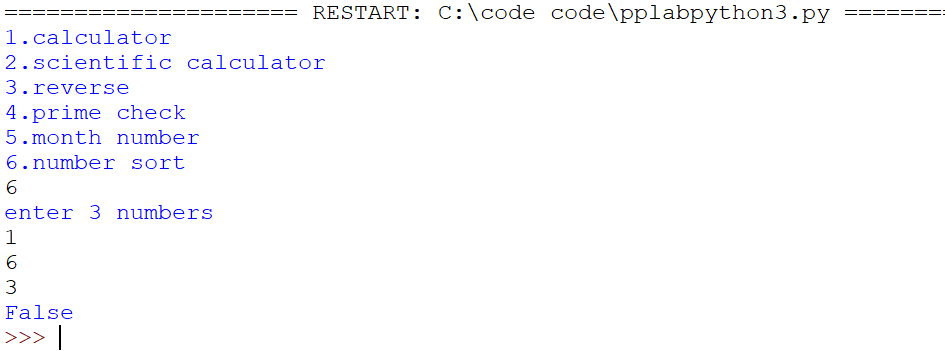 ===================== RESTART: C:\code code\pplabpython3.py =======
1.calculator
2.scientific calculator
3.reverse
4.prime check
5.month number
6.number sort
6
enter 3 numbers
1
6
3
False
>>>